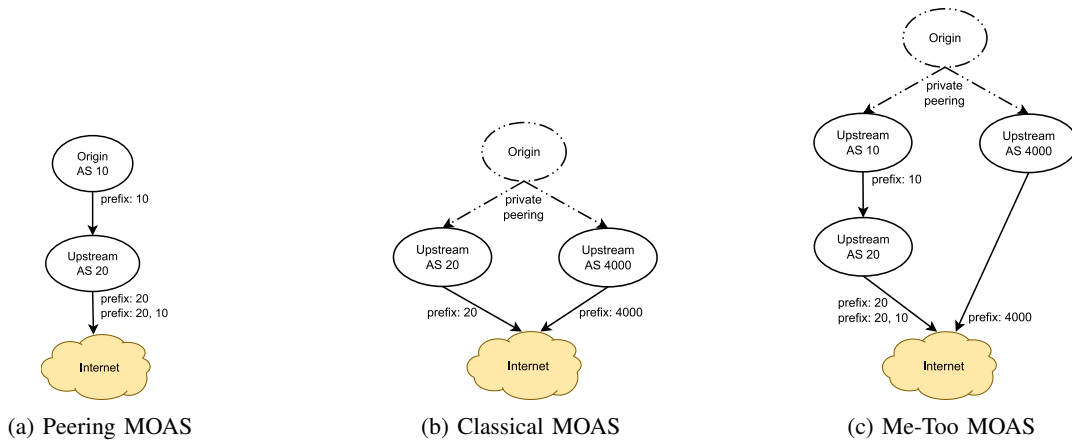 Origin
AS 10
prefix: 10
Upstream
AS 20
prefix: 20
prefix: 20, 10
Internet
(a) Peering MOAS
Origin
private
peering
Upstream
AS 20
Upstream
AS 4000
prefix: 20
prefix: 4000
Internet
(b) Classical MOAS
Origin
private
peering
Upstream
AS 10
Upstream
AS 4000
prefix: 10
Upstream
AS 20
prefix: 20
prefix: 20, 10
prefix: 4000
Internet
(c) Me-Too MOAS